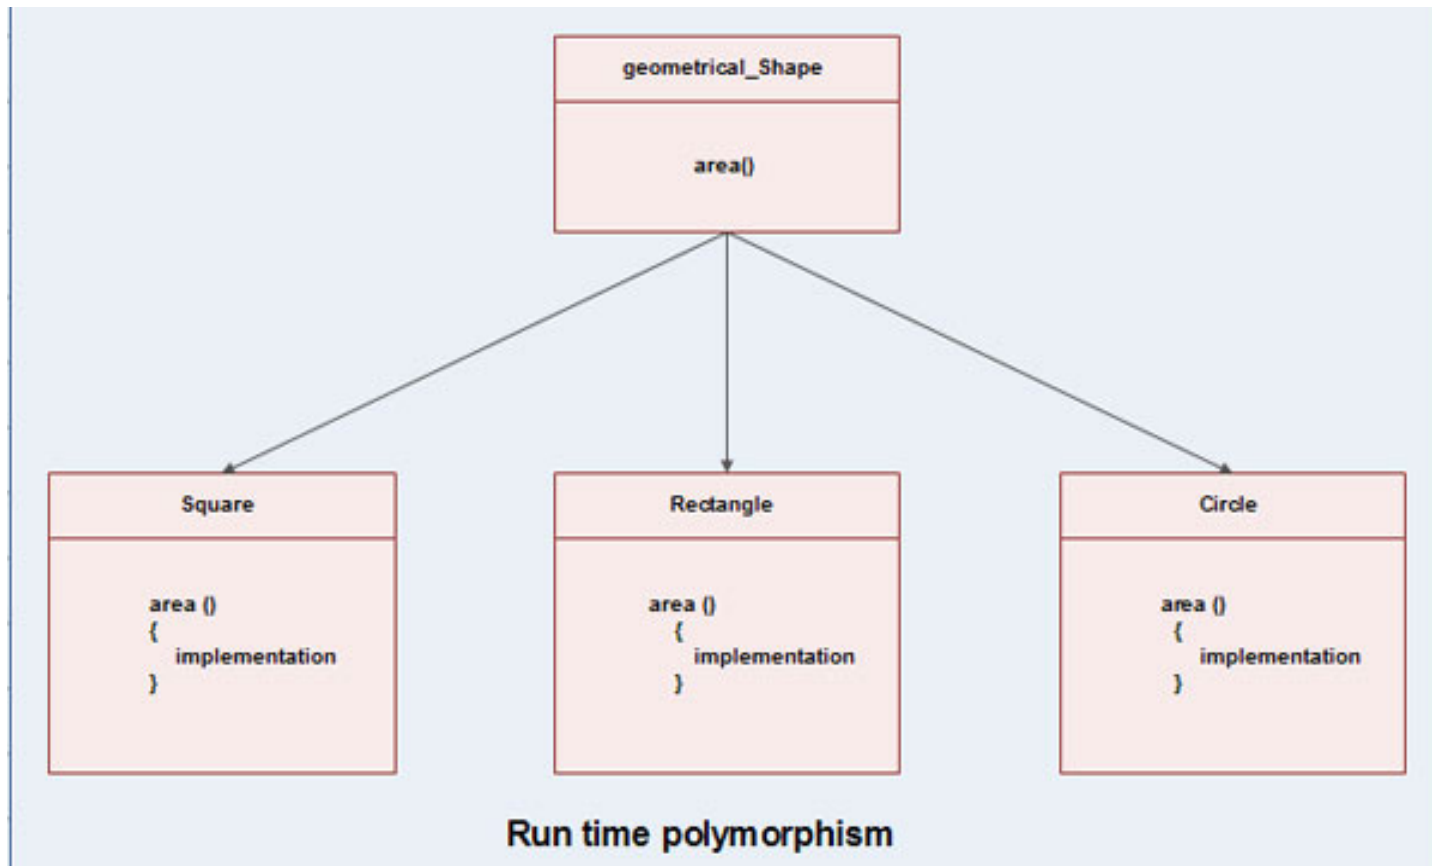 geometrical_Shape
area()
Square
area ()
{
implementation
}
Rectangle
area ()
{
implementation
}
Circle
area ()
{
implementation
}
Run time polymorphism